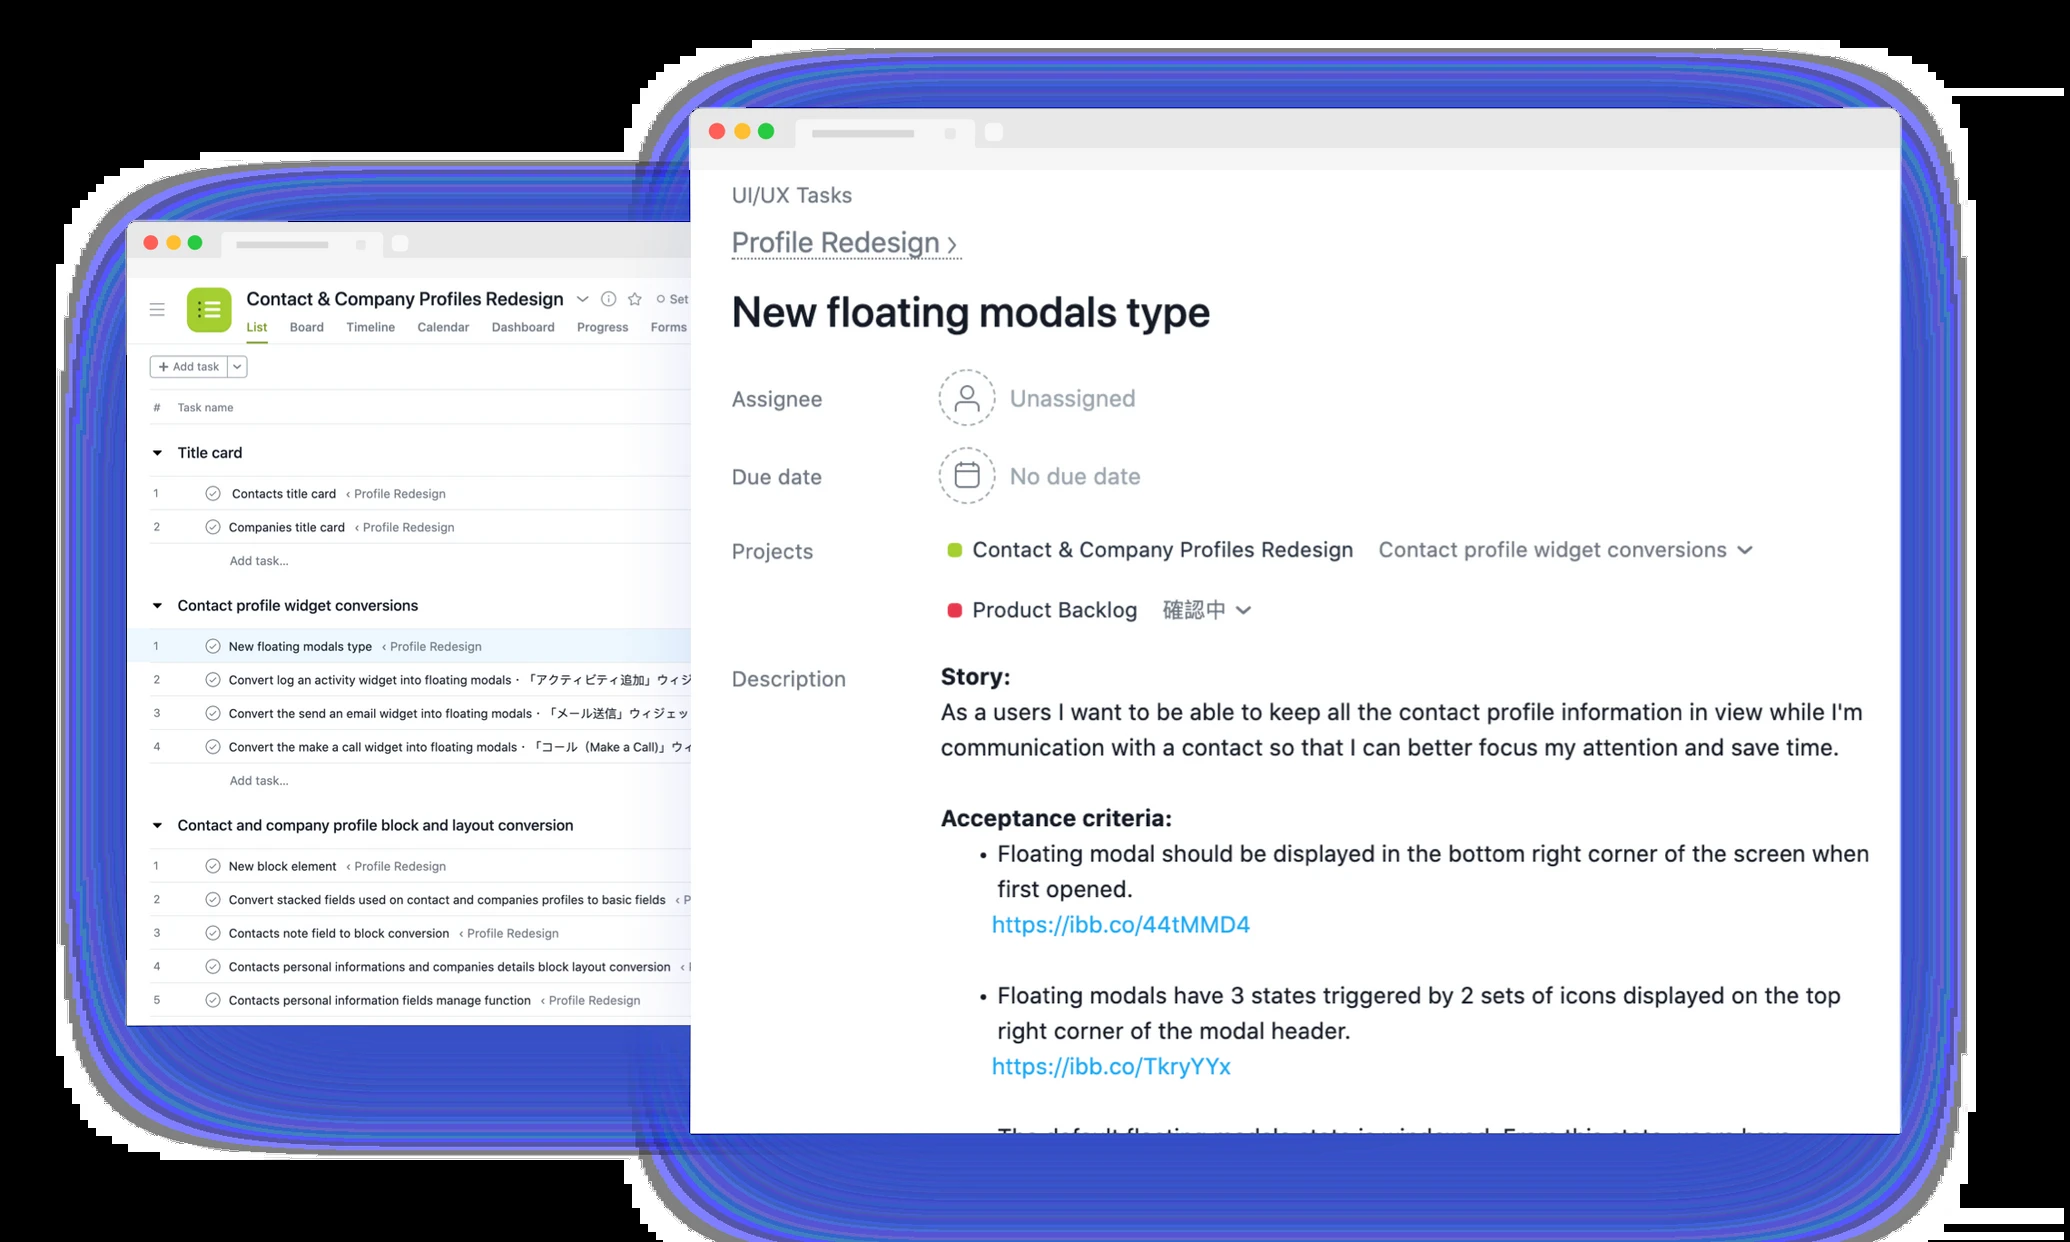 Contact & Company Profiles Redesign Set
List Board Timeline Calendar Dashboard Progress Forms
+ Add task
# Task name
Title card
1 Contacts title card ‹ Profile Redesign
2 Companies title card ‹ Profile Redesign
Add task...
Contact profile widget conversions
1 New floating modals type ‹ Profile Redesign
2 Convert log an activity widget into floating modals・「アクティビティ追加」ウィジ
3 Convert the send an email widget into floating modals・「メール送信」ウィジェッ
4 Convert the make a call widget into floating modals・「コール（Make a Call)」ウィ
Add task...
Contact and company profile block and layout conversion
1 New block element ‹ Profile Redesign
2 Convert stacked fields used on contact and companies profiles to basic fields ‹ P
3 Contacts note field to block conversion ‹ Profile Redesign
4 Contacts personal informations and companies details block layout conversion ‹
5 Contacts personal information fields manage function ‹ Profile Redesign
UI/UX Tasks
Profile Redesign ›
New floating modals type
Assignee Unassigned
Due date No due date
Projects Contact & Company Profiles Redesign Contact profile widget conversions
Product Backlog 確認中
Description Story:
As a users I want to be able to keep all the contact profile information in view while I'm
communication with a contact so that I can better focus my attention and save time.
Acceptance criteria:
• Floating modal should be displayed in the bottom right corner of the screen when
first opened.
https://ibb.co/44tMMD4
• Floating modals have 3 states triggered by 2 sets of icons displayed on the top
right corner of the modal header.
https://ibb.co/TkryYYx